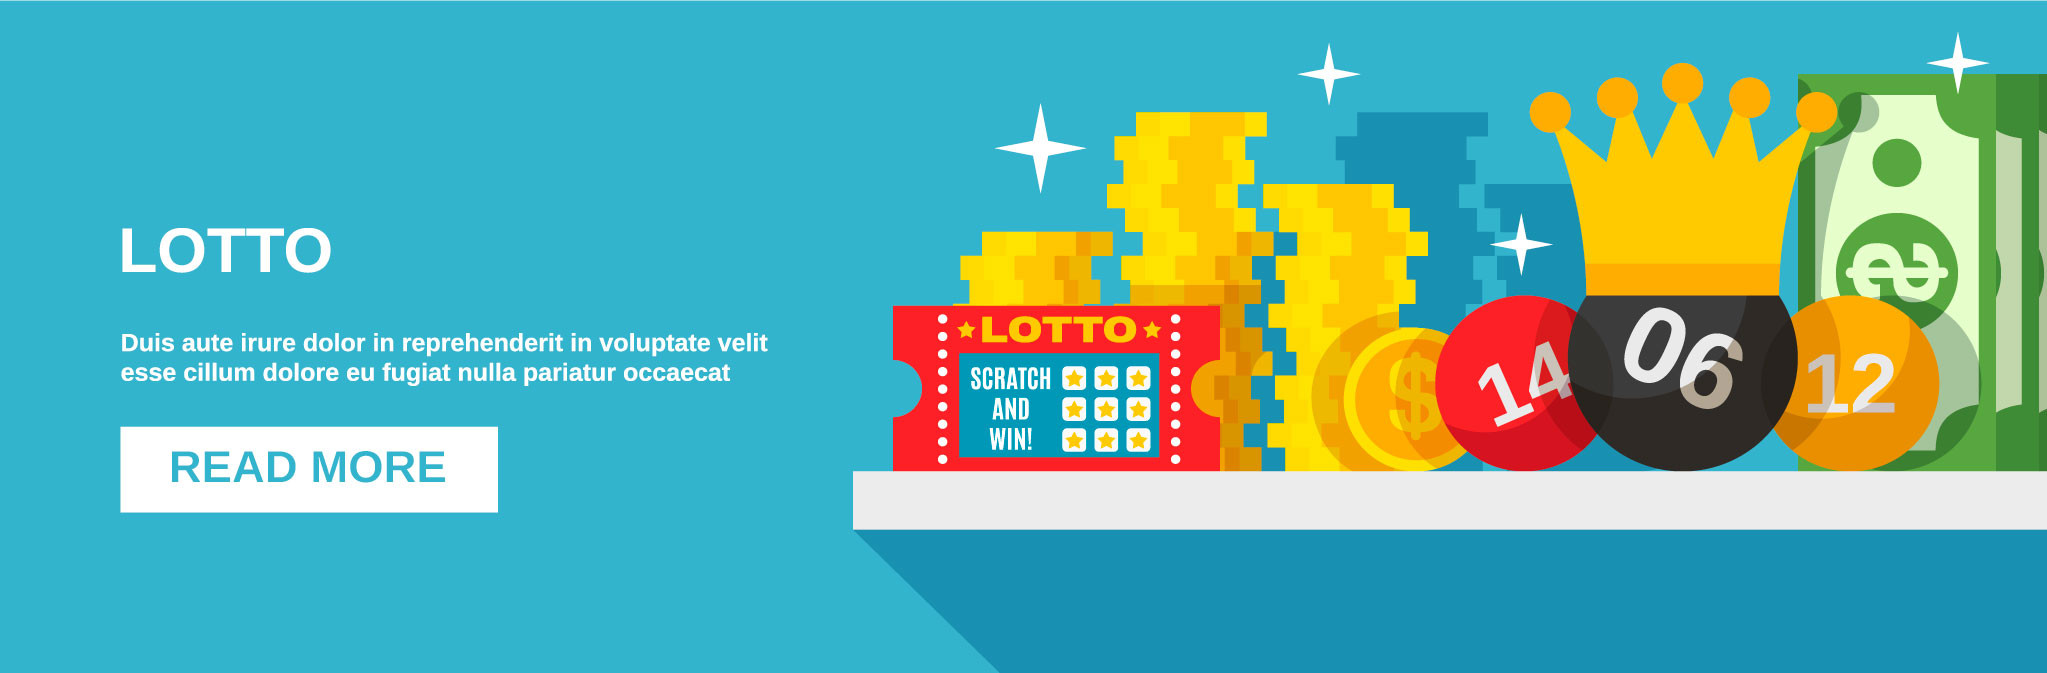 LOTTO
Duis aute irure dolor in reprehenderit in voluptate velit
esse cillum dolore eu fugiat nulla pariatur occaecat
READ MORE
LOTTO
SCRATCH
AND
WIN!
$
14
06
12